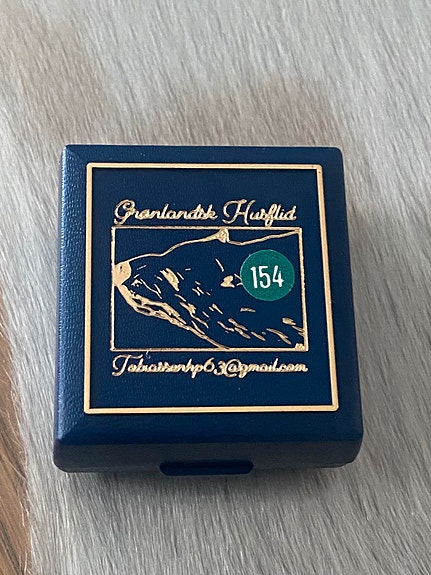 Grønlandsk Husflid
154
Tobiassenhp63@gmail.com